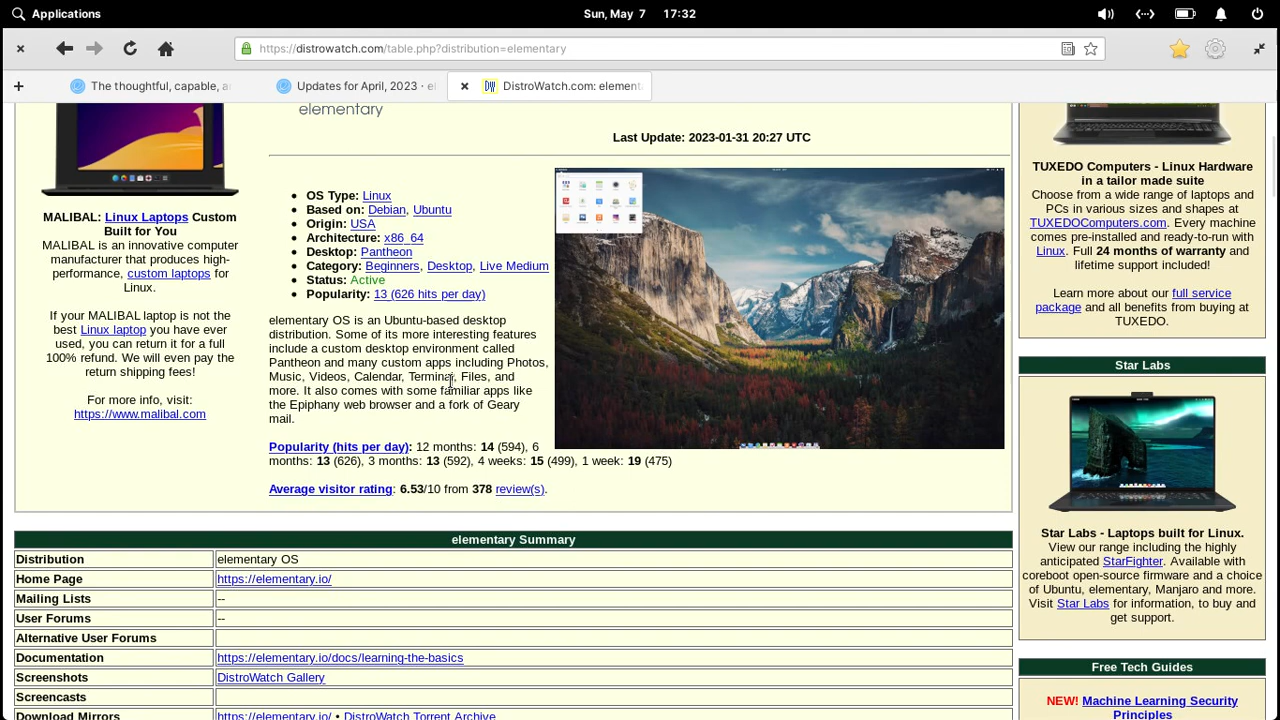 Applications
Sun, May 7 17:32
https://distrowatch.com/table.php?distribution=elementary
The thoughtful, capable, a
Updates for April, 2023 · el
DistroWatch.com: element
MALIBAL: Linux Laptops Custom
Built for You
MALIBAL is an innovative computer
manufacturer that produces high-
performance, custom laptops for
Linux.
If your MALIBAL laptop is not the
best Linux laptop you have ever
used, you can return it for a full
100% refund. We will even pay the
return shipping fees!
For more info, visit:
https://www.malibal.com
elementary
Last Update: 2023-01-31 20:27 UTC
OS Type: Linux
Based on: Debian, Ubuntu
Origin: USA
Architecture: x86_64
Desktop: Pantheon
Category: Beginners, Desktop, Live Medium
Status: Active
Popularity: 13 (626 hits per day)
elementary OS is an Ubuntu-based desktop
distribution. Some of its more interesting features
include a custom desktop environment called
Pantheon and many custom apps including Photos,
Music, Videos, Calendar, Terminal, Files, and
more. It also comes with some familiar apps like
the Epiphany web browser and a fork of Geary
mail.
Popularity (hits per day): 12 months: 14 (594), 6
months: 13 (626), 3 months: 13 (592), 4 weeks: 15 (499), 1 week: 19 (475)
Average visitor rating: 6.53/10 from 378 review(s).
elementary Summary
Distribution elementary OS
Home Page https://elementary.io/
Mailing Lists --
User Forums --
Alternative User Forums
Documentation https://elementary.io/docs/learning-the-basics
Screenshots DistroWatch Gallery
Screencasts
Download Mirrors https://elementary.io/ • DistroWatch Torrent Archive
TUXEDO Computers - Linux Hardware
in a tailor made suite
Choose from a wide range of laptops and
PCs in various sizes and shapes at
TUXEDOComputers.com. Every machine
comes pre-installed and ready-to-run with
Linux. Full 24 months of warranty and
lifetime support included!
Learn more about our full service
package and all benefits from buying at
TUXEDO.
Star Labs
Star Labs - Laptops built for Linux.
View our range including the highly
anticipated StarFighter. Available with
coreboot open-source firmware and a choice
of Ubuntu, elementary, Manjaro and more.
Visit Star Labs for information, to buy and
get support.
Free Tech Guides
NEW! Machine Learning Security
Principles